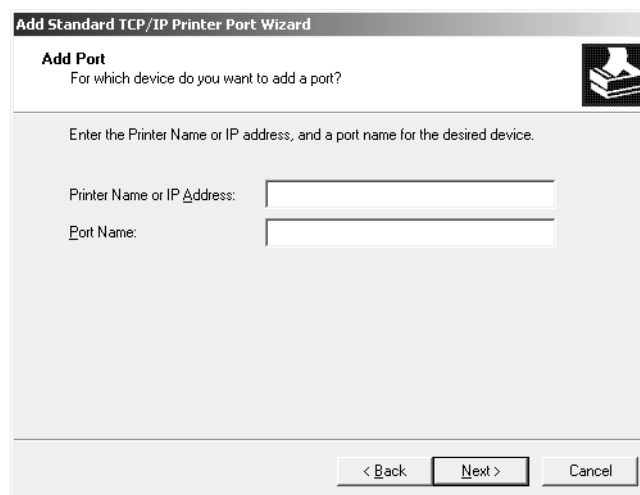 Add Standard TCP/IP Printer Port Wizard
Add Port
For which device do you want to add a port?
Enter the Printer Name or IP address, and a port name for the desired device.
Printer Name or IP Address:
Port Name:
< Back
Next >
Cancel